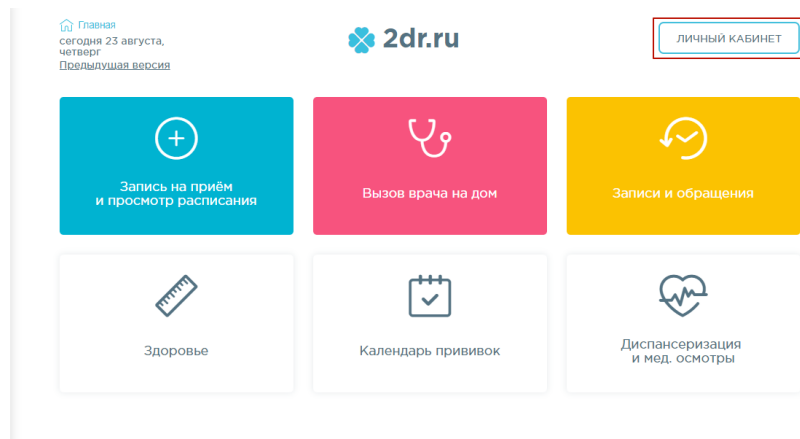 Главная
сегодня 23 августа,
четверг
Предыдущая версия
2dr.ru
ЛИЧНЫЙ КАБИНЕТ
Запись на приём
и просмотр расписания
Вызов врача на дом
Записи и обращения
Здоровье
Календарь прививок
Диспансеризация
и мед. осмотры